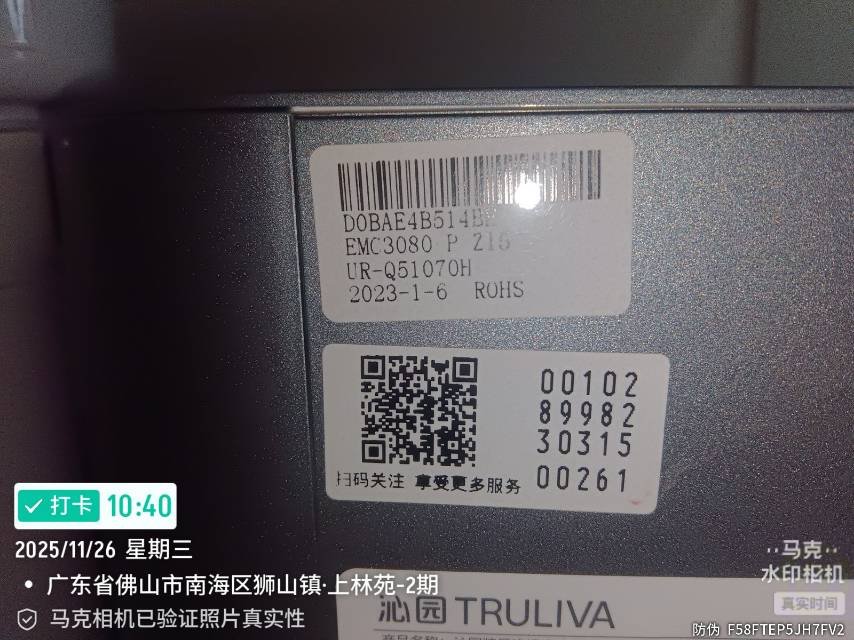 EMC3080 P
UR-Q51070H
2023-1-6 ROHS
00102
89982
30315
00261
扫码关注 享受更多服务
打卡 10:40
2025/11/26 星期三
广东省佛山市南海区狮山镇·上林苑-2期
马克相机已验证照片真实性
沁园 TRULIVA
马克
水印相机
真实时间
防伪 F58FTEP5JH7FV2